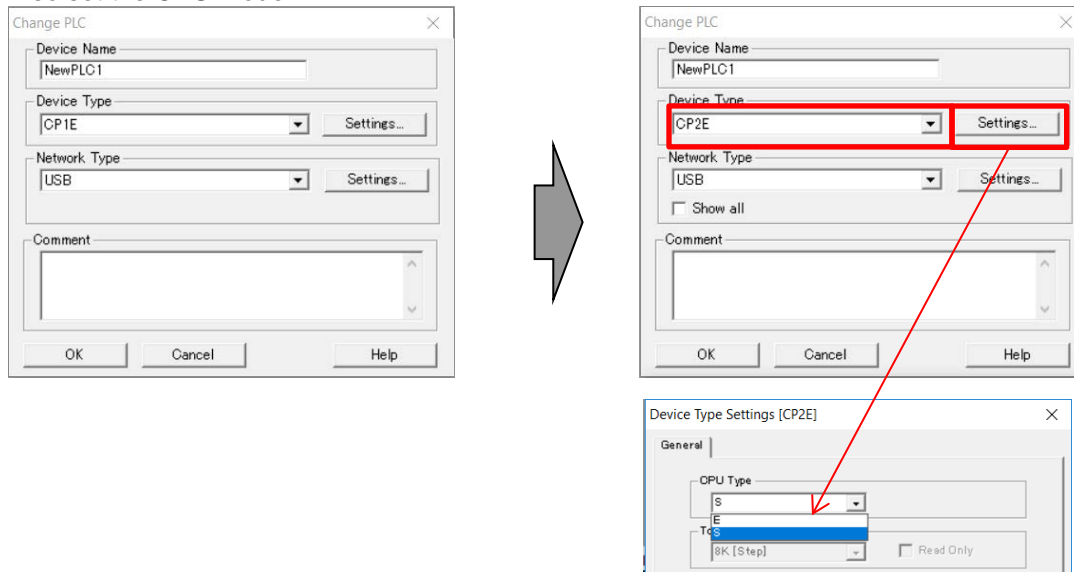 Change PLC
Device Name
NewPLC1
Device Type
CP1E
Settings...
Network Type
USB
Settings...
Comment
OK
Cancel
Help
Change PLC
Device Name
NewPLC1
Device Type
CP2E
Settings...
Network Type
USB
Settings...
Show all
Comment
OK
Cancel
Help
Device Type Settings [CP2E]
General
CPU Type
S
E
S
8K [Step]
Read Only